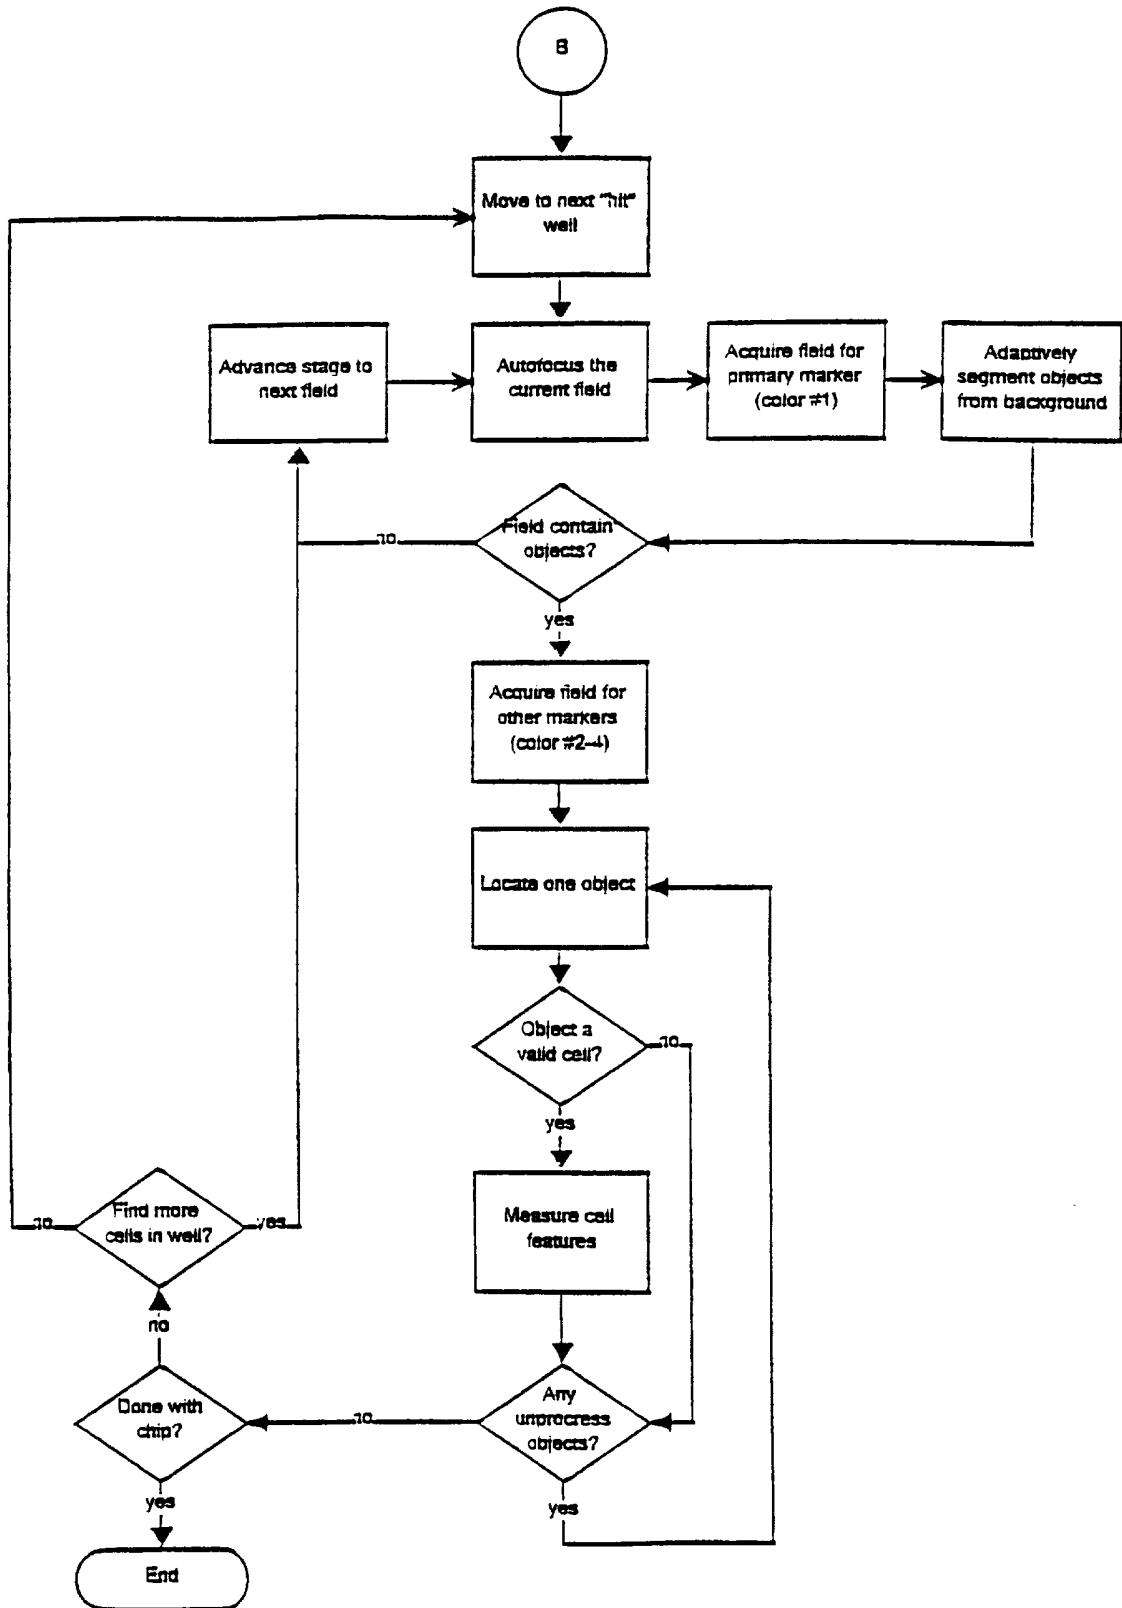 B
Move to next "hit"
well
Advance stage to
next field
Autofocus the
current field
Acquire field for
primary marker
(color #1)
Adaptively
segment objects
from background
Field contain
objects?
no
yes
Acquire field for
other markers
(color #2-4)
Locate one object
Object a
valid cell?
no
yes
Measure cell
features
Find more
cells in well?
no
yes
no
Done with
chip?
no
Any
unprocress
objects?
yes
yes
End